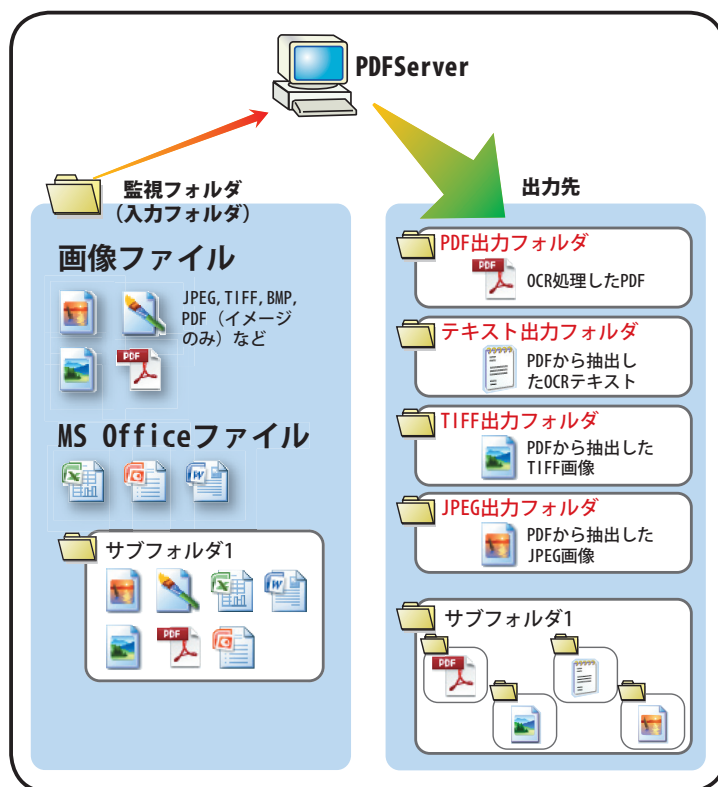 PDFServer
監視フォルダ
（入力フォルダ）
画像ファイル
JPEG, TIFF, BMP,
PDF（イメージ
のみ）など
PDF
MS Officeファイル
サブフォルダ1
PDF
出力先
PDF出力フォルダ
PDF
OCR処理したPDF
テキスト出力フォルダ
PDFから抽出し
たOCRテキスト
TIFF出力フォルダ
PDFから抽出した
TIFF画像
JPEG出力フォルダ
PDFから抽出した
JPEG画像
サブフォルダ1
PDF